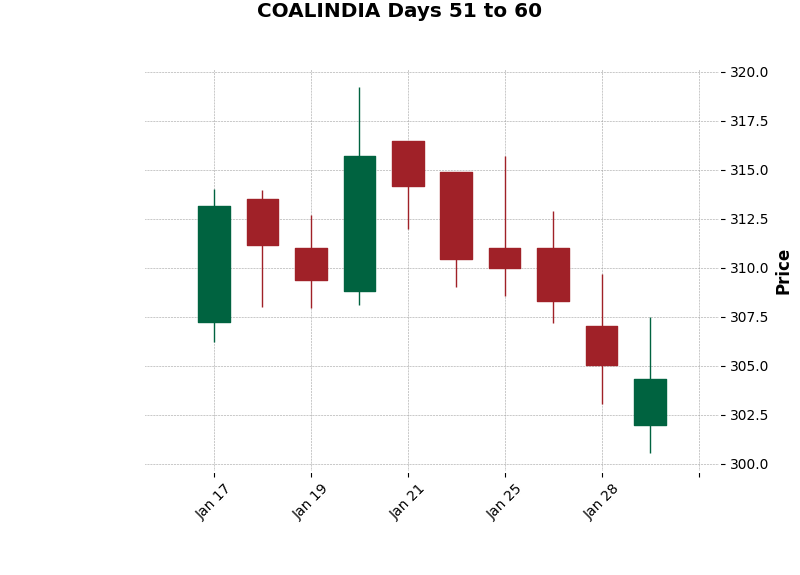 COALINDIA Days 51 to 60
320.0
317.5
315.0
312.5
310.0
307.5
305.0
302.5
300.0
Price
Jan 17
Jan 19
Jan 21
Jan 25
Jan 28